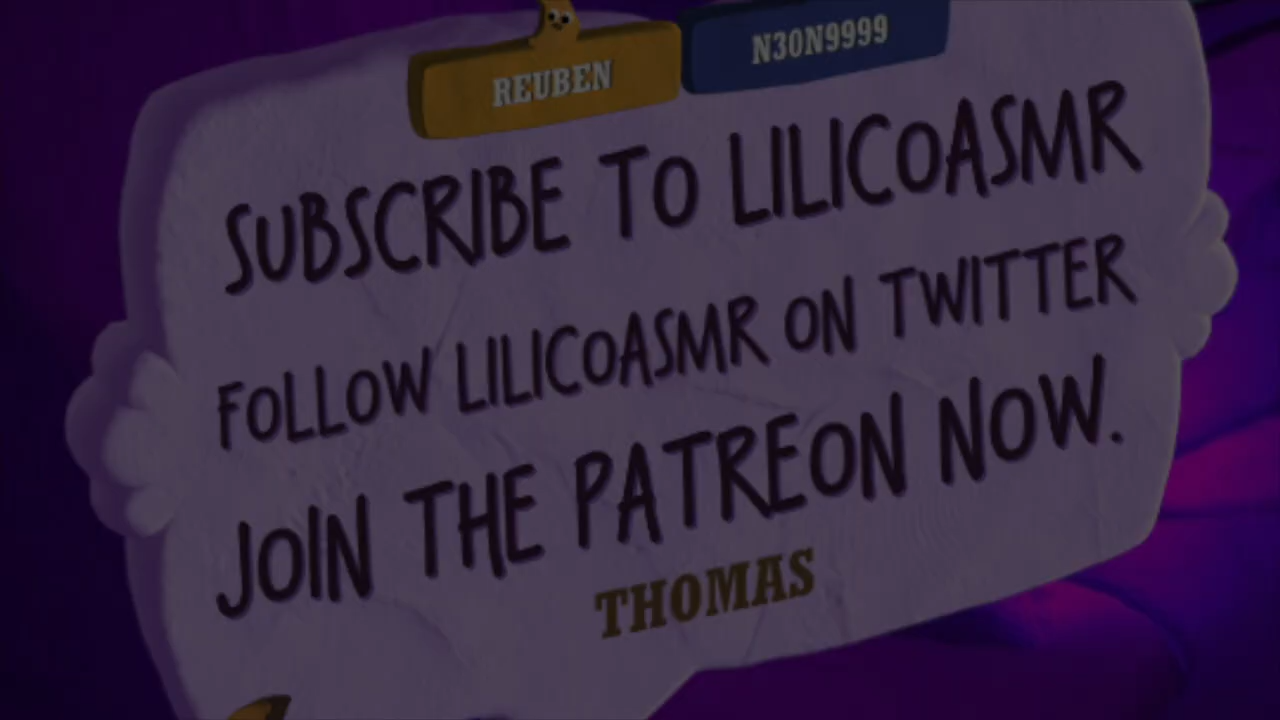 REUBEN
N30N9999
SUBSCRIBE TO LILICOASMR
FOLLOW LILICOASMR ON TWITTER
JOIN THE PATREON NOW.
THOMAS